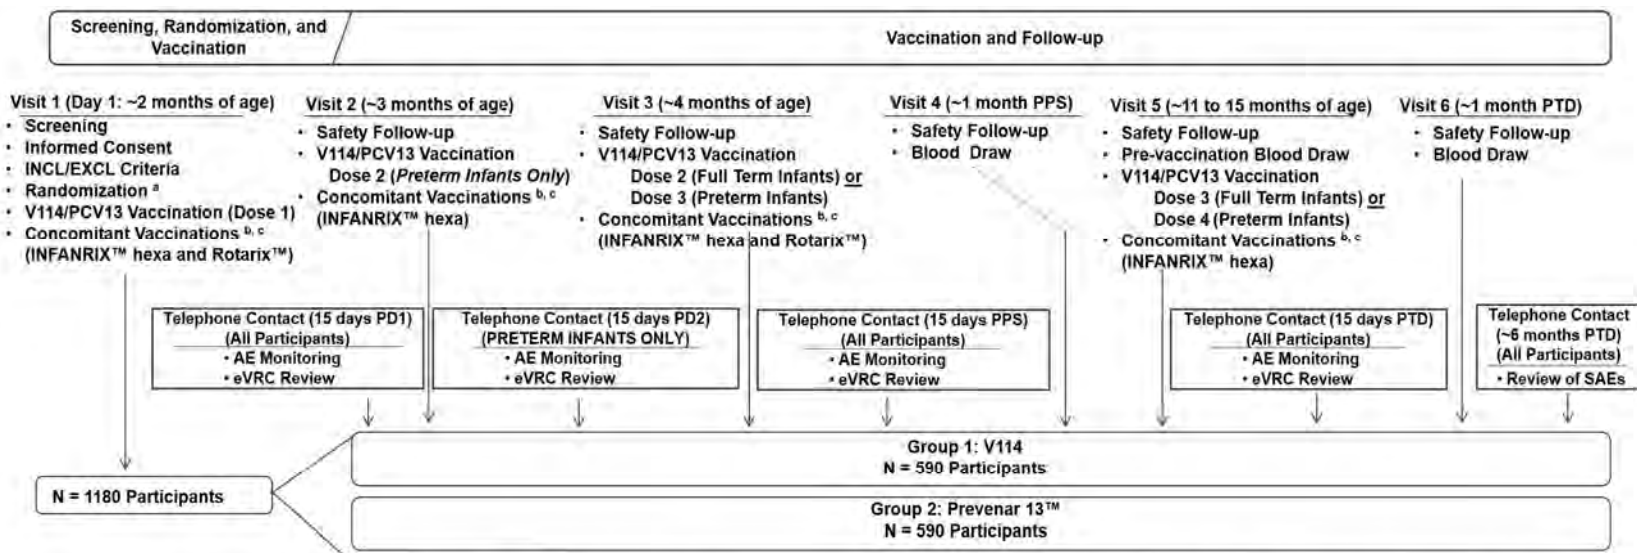 Screening, Randomization, and
Vaccination
Vaccination and Follow-up
Visit 1 (Day 1: ~2 months of age)
• Screening
• Informed Consent
• INCL/EXCL Criteria
• Randomization a
• V114/PCV13 Vaccination (Dose 1)
• Concomitant Vaccinations b, c
(INFANRIX™ hexa and Rotarix™)
Visit 2 (~3 months of age)
• Safety Follow-up
• V114/PCV13 Vaccination
Dose 2 (Preterm Infants Only)
• Concomitant Vaccinations b, c
(INFANRIX™ hexa)
Visit 3 (~4 months of age)
• Safety Follow-up
• V114/PCV13 Vaccination
Dose 2 (Full Term Infants) or
Dose 3 (Preterm Infants)
• Concomitant Vaccinations b, c
(INFANRIX™ hexa and Rotarix™)
Visit 4 (~1 month PPS)
• Safety Follow-up
• Blood Draw
Visit 5 (~11 to 15 months of age)
• Safety Follow-up
• Pre-vaccination Blood Draw
• V114/PCV13 Vaccination
Dose 3 (Full Term Infants) or
Dose 4 (Preterm Infants)
• Concomitant Vaccinations b, c
(INFANRIX™ hexa)
Visit 6 (~1 month PTD)
• Safety Follow-up
• Blood Draw
Telephone Contact (15 days PD1)
(All Participants)
• AE Monitoring
• eVRC Review
Telephone Contact (15 days PD2)
(PRETERM INFANTS ONLY)
• AE Monitoring
• eVRC Review
Telephone Contact (15 days PPS)
(All Participants)
• AE Monitoring
• eVRC Review
Telephone Contact (15 days PTD)
(All Participants)
• AE Monitoring
• eVRC Review
Telephone Contact
(~6 months PTD)
(All Participants)
• Review of SAEs
N = 1180 Participants
Group 1: V114
N = 590 Participants
Group 2: Prevenar 13™
N = 590 Participants